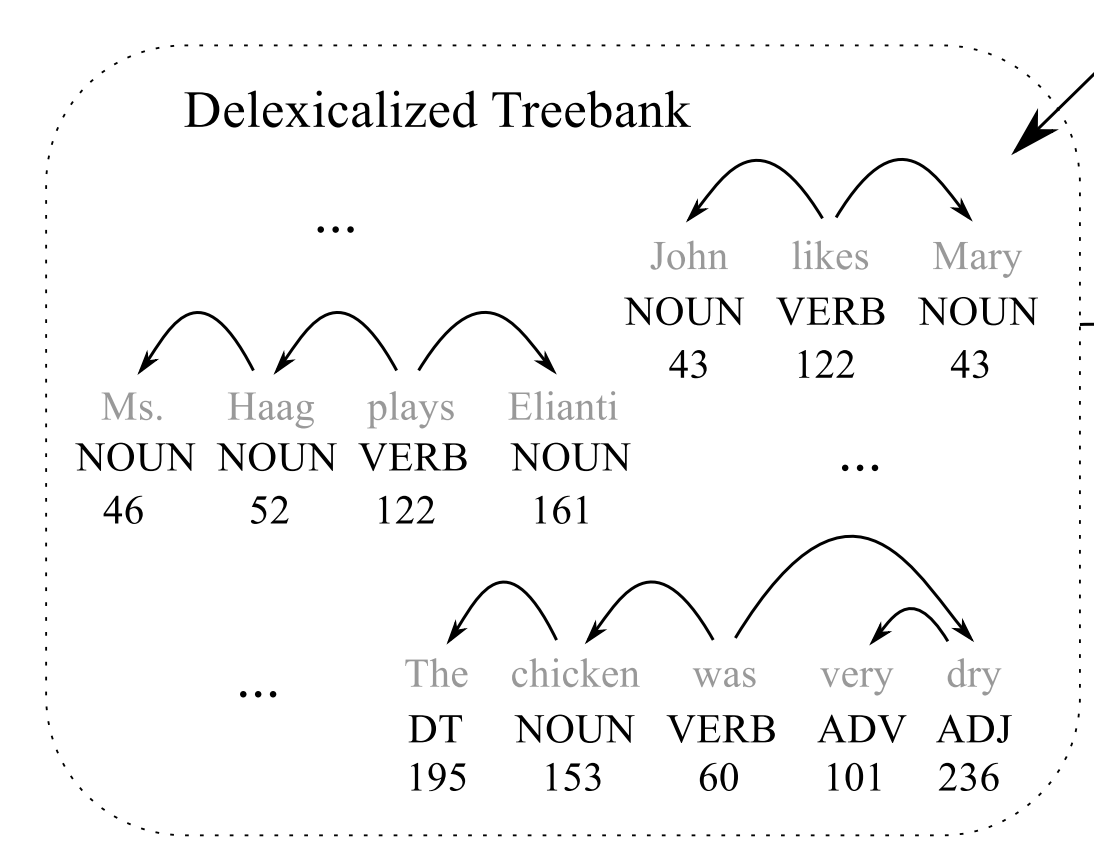 Delexicalized Treebank
...
John likes Mary
NOUN VERB NOUN
43 122 43
Ms. Haag plays Elianti
NOUN NOUN VERB NOUN
46 52 122 161
...
...
The chicken was very dry
DT NOUN VERB ADV ADJ
195 153 60 101 236